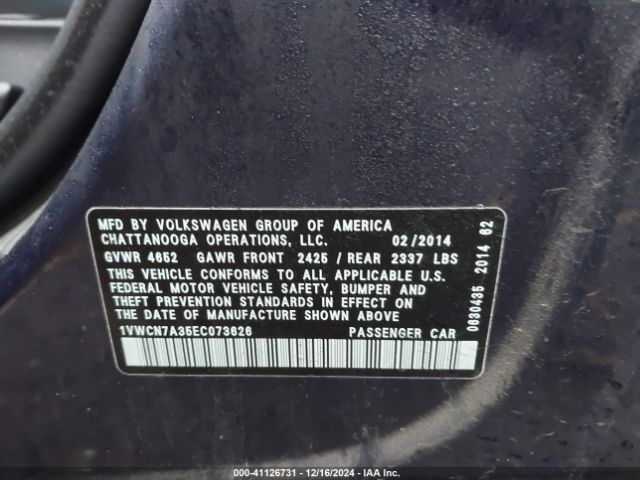 MFD BY VOLKSWAGEN GROUP OF AMERICA
CHATTANOOGA OPERATIONS, LLC. 02/2014
GVWR 4652 GAWR FRONT 2425 / REAR 2337 LBS
THIS VEHICLE CONFORMS TO ALL APPLICABLE U.S.
FEDERAL MOTOR VEHICLE SAFETY, BUMPER AND
THEFT PREVENTION STANDARDS IN EFFECT ON
THE DATE OF MANUFACTURE SHOWN ABOVE
1VWCN7A35EC073626 PASSENGER CAR
0630435 2014 62
000-41126731 - 12/16/2024 - IAA Inc.